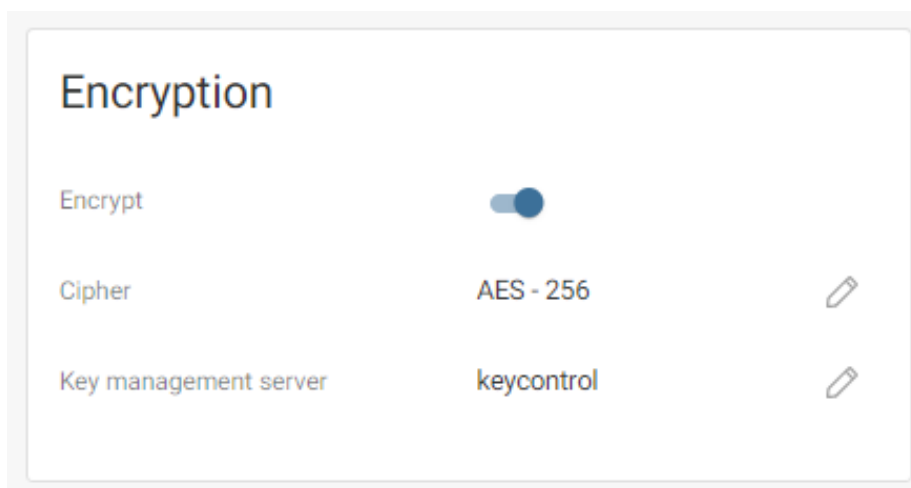 Encryption
Encrypt
Cipher AES - 256
Key management server keycontrol